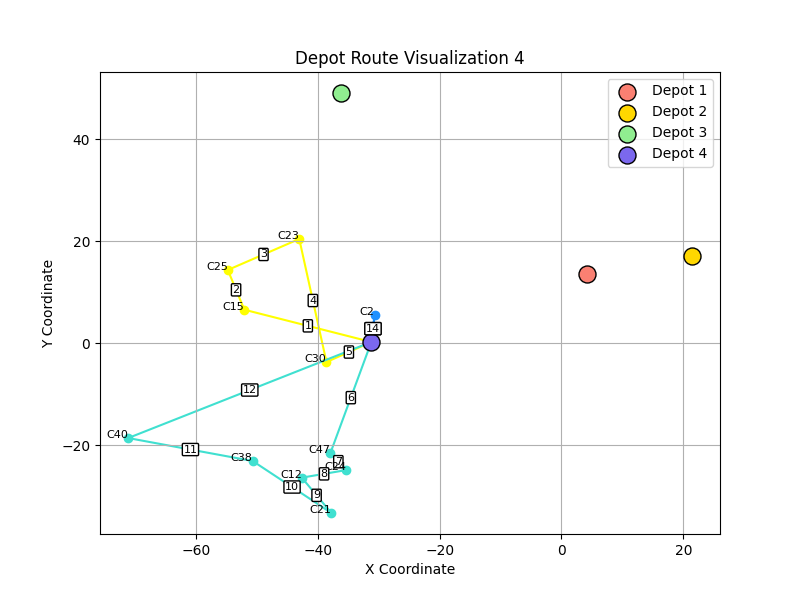 Depot Route Visualization 4
Depot 1
Depot 2
Depot 3
Depot 4
Y Coordinate
40
20
0
−20
C23
3
C25
2
C15
4
C2
1
14
5
C30
12
6
C40
11
C38
C47
7
C24
C12
8
10
9
C21
−60
−40
−20
0
20
X Coordinate